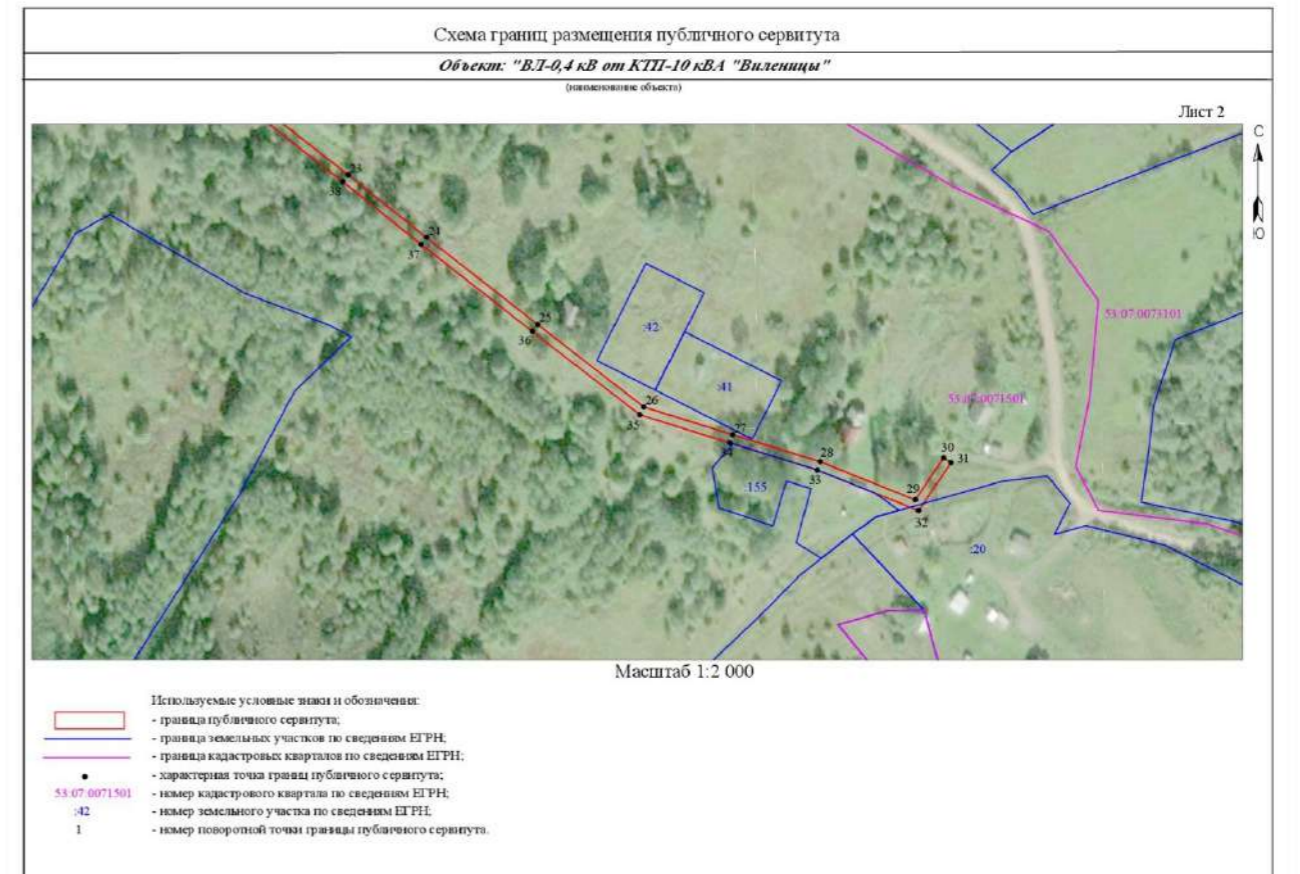 Схема границ размещения публичного сервитута
Объект: "ВЛ-0,4 кВ от КТП-10 кВА "Виленицы"
(наименование объекта)
Лист 2
С
Ю
23
38
24
37
25
36
:42
:41
26
35
27
34
28
33
:155
29
30
31
32
:20
53:07:0073101
53:07:0071501
Масштаб 1:2 000
Используемые условные знаки и обозначения:
- граница публичного сервитута;
- граница земельных участков по сведениям ЕГРН;
- граница кадастровых кварталов по сведениям ЕГРН;
- характерная точка границ публичного сервитута;
53:07:0071501 - номер кадастрового квартала по сведениям ЕГРН;
:42 - номер земельного участка по сведениям ЕГРН;
1 - номер поворотной точки границы публичного сервитута.